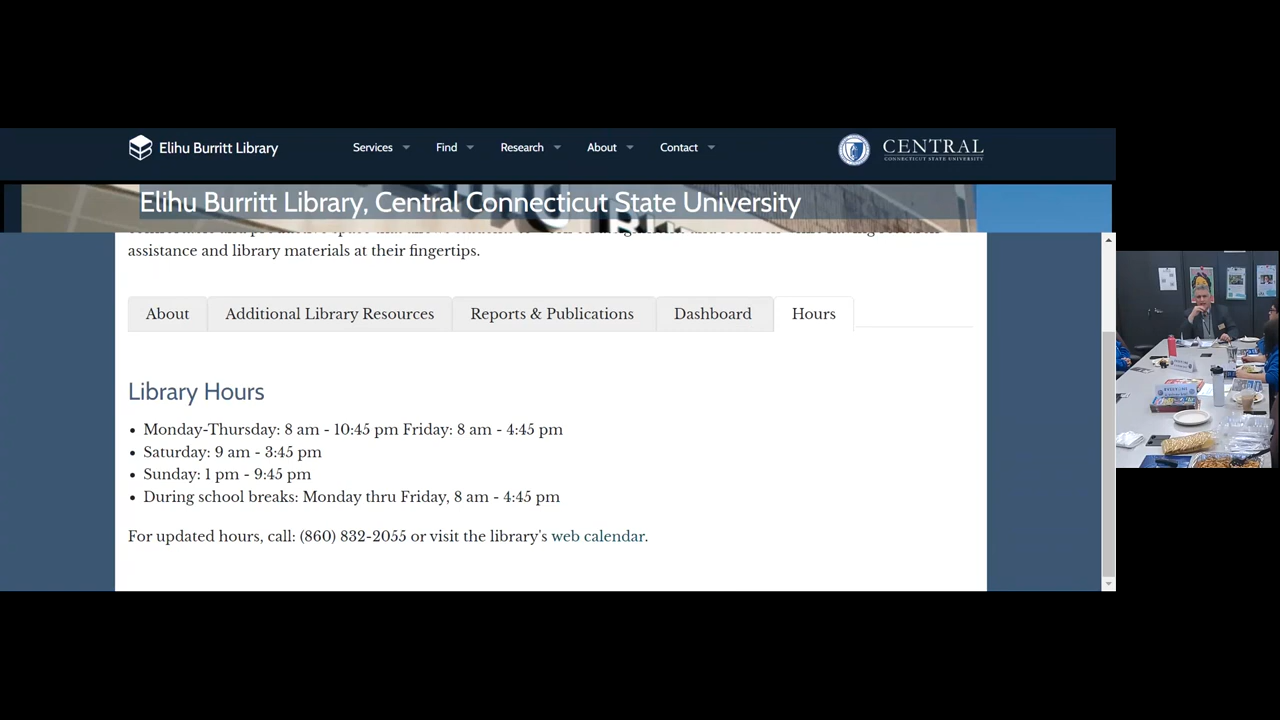 Elihu Burritt Library
Services
Find
Research
About
Contact
CENTRAL
CONNECTICUT STATE UNIVERSITY
Elihu Burritt Library, Central Connecticut State University
assistance and library materials at their fingertips.
About
Additional Library Resources
Reports & Publications
Dashboard
Hours
Library Hours
• Monday-Thursday: 8 am - 10:45 pm Friday: 8 am - 4:45 pm
• Saturday: 9 am - 3:45 pm
• Sunday: 1 pm - 9:45 pm
• During school breaks: Monday thru Friday, 8 am - 4:45 pm
For updated hours, call: (860) 832-2055 or visit the library's web calendar.